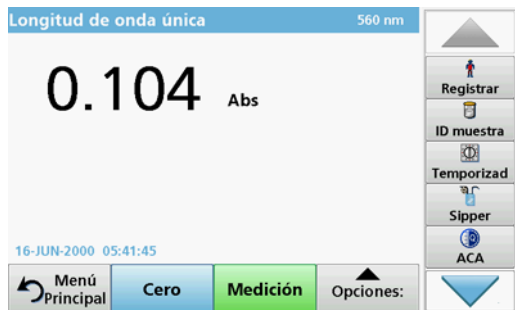 Longitud de onda única 560 nm
0.104 Abs
16-JUN-2000 05:41:45
Menú Principal
Cero
Medición
Opciones:
Registrar
ID muestra
Temporizad
Sipper
ACA